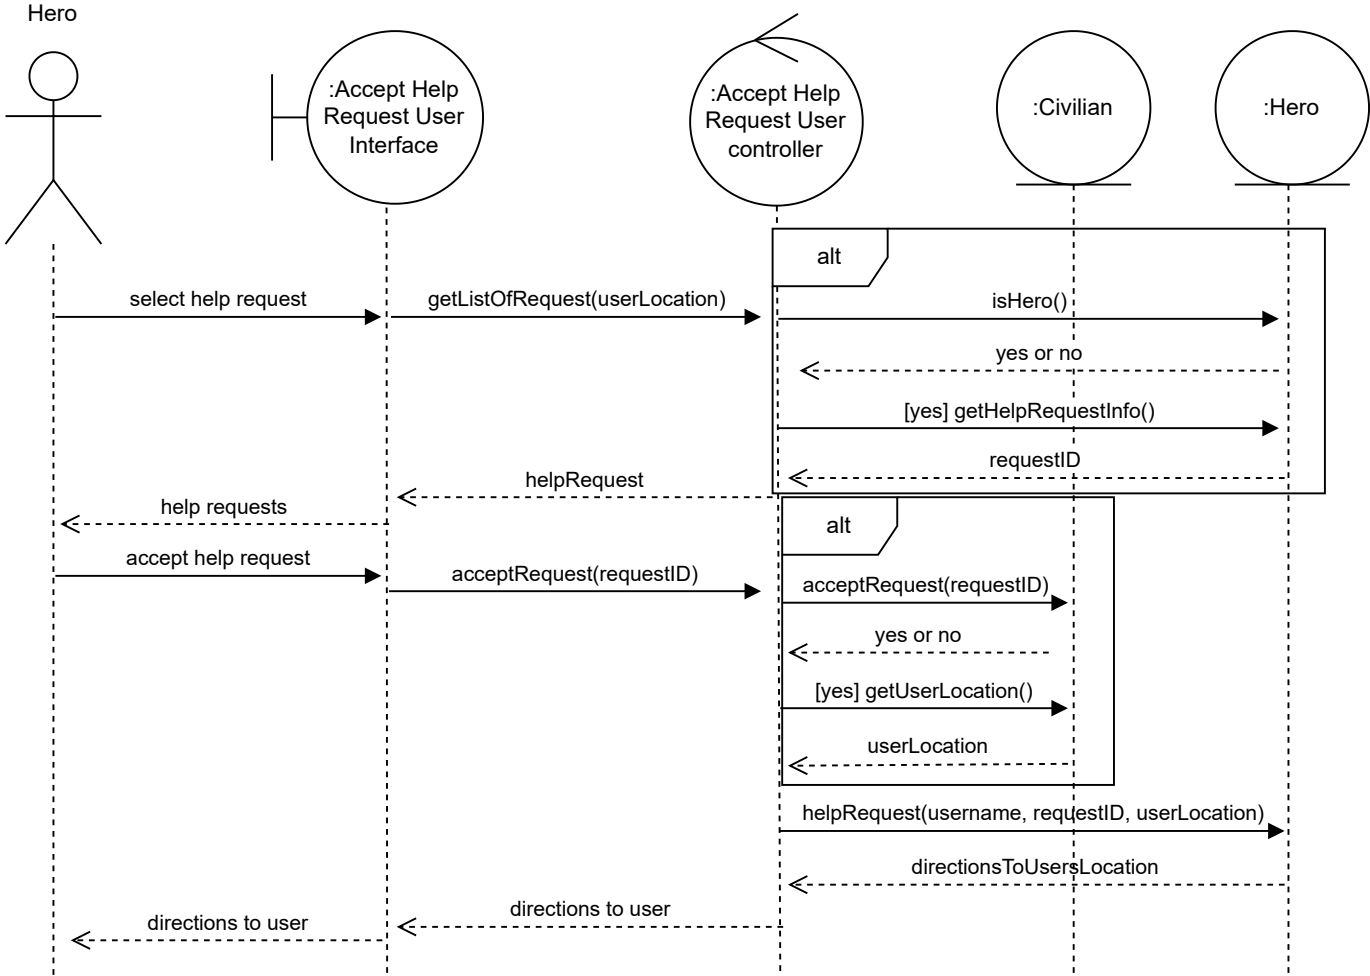 Hero
:Accept Help
Request User
Interface
:Accept Help
Request User
controller
:Civilian
:Hero
alt
select help request
getListOfRequest(userLocation)
isHero()
yes or no
[yes] getHelpRequestInfo()
requestID
helpRequest
help requests
alt
accept help request
acceptRequest(requestID)
acceptRequest(requestID)
yes or no
[yes] getUserLocation()
userLocation
helpRequest(username, requestID, userLocation)
directionsToUsersLocation
directions to user
directions to user